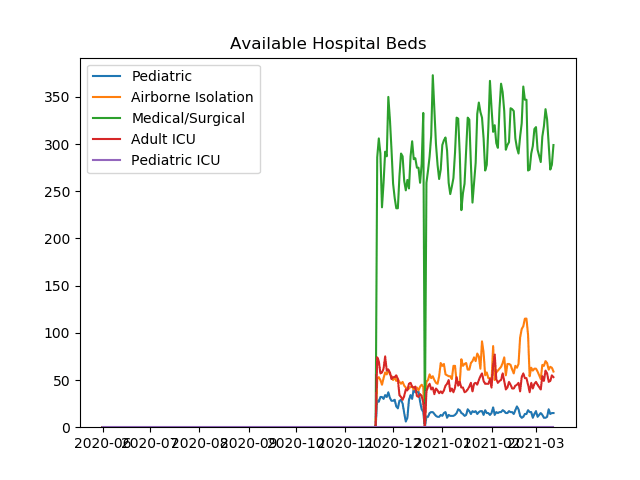 Available Hospital Beds
Pediatric
Airborne Isolation
Medical/Surgical
Adult ICU
Pediatric ICU
350
300
250
200
150
100
50
0
2020-06 2020-07 2020-08 2020-09 2020-10 2020-11 2020-12 2021-01 2021-02 2021-03